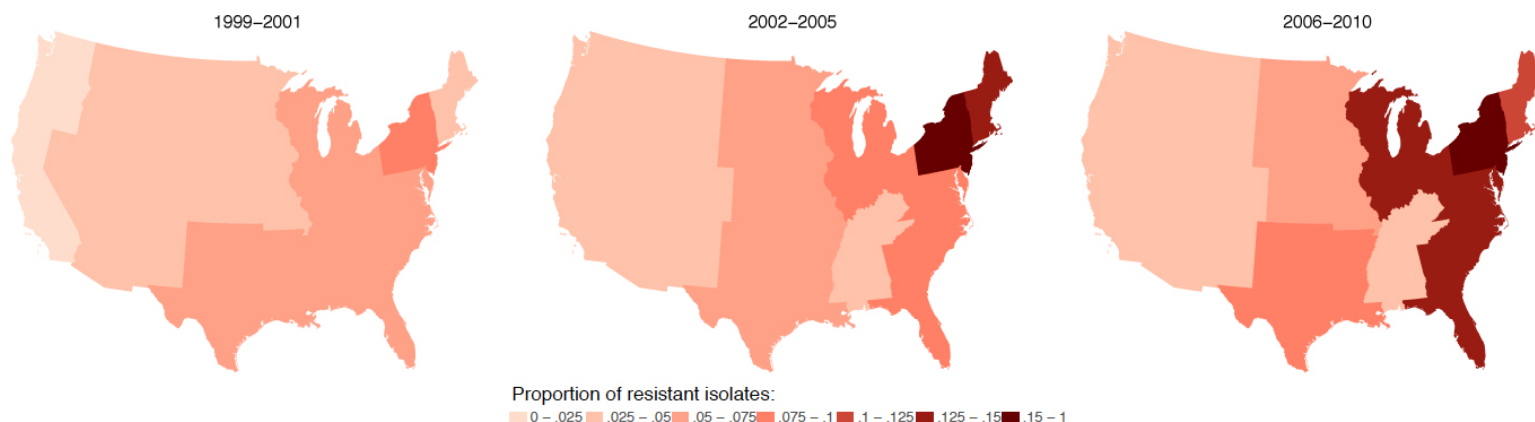 1999−2001
2002−2005
2006−2010
Proportion of resistant isolates:
0 − .025 .025 − .05 .05 − .075 .075 − .1 .1 − .125 .125 − .15 .15 − 1